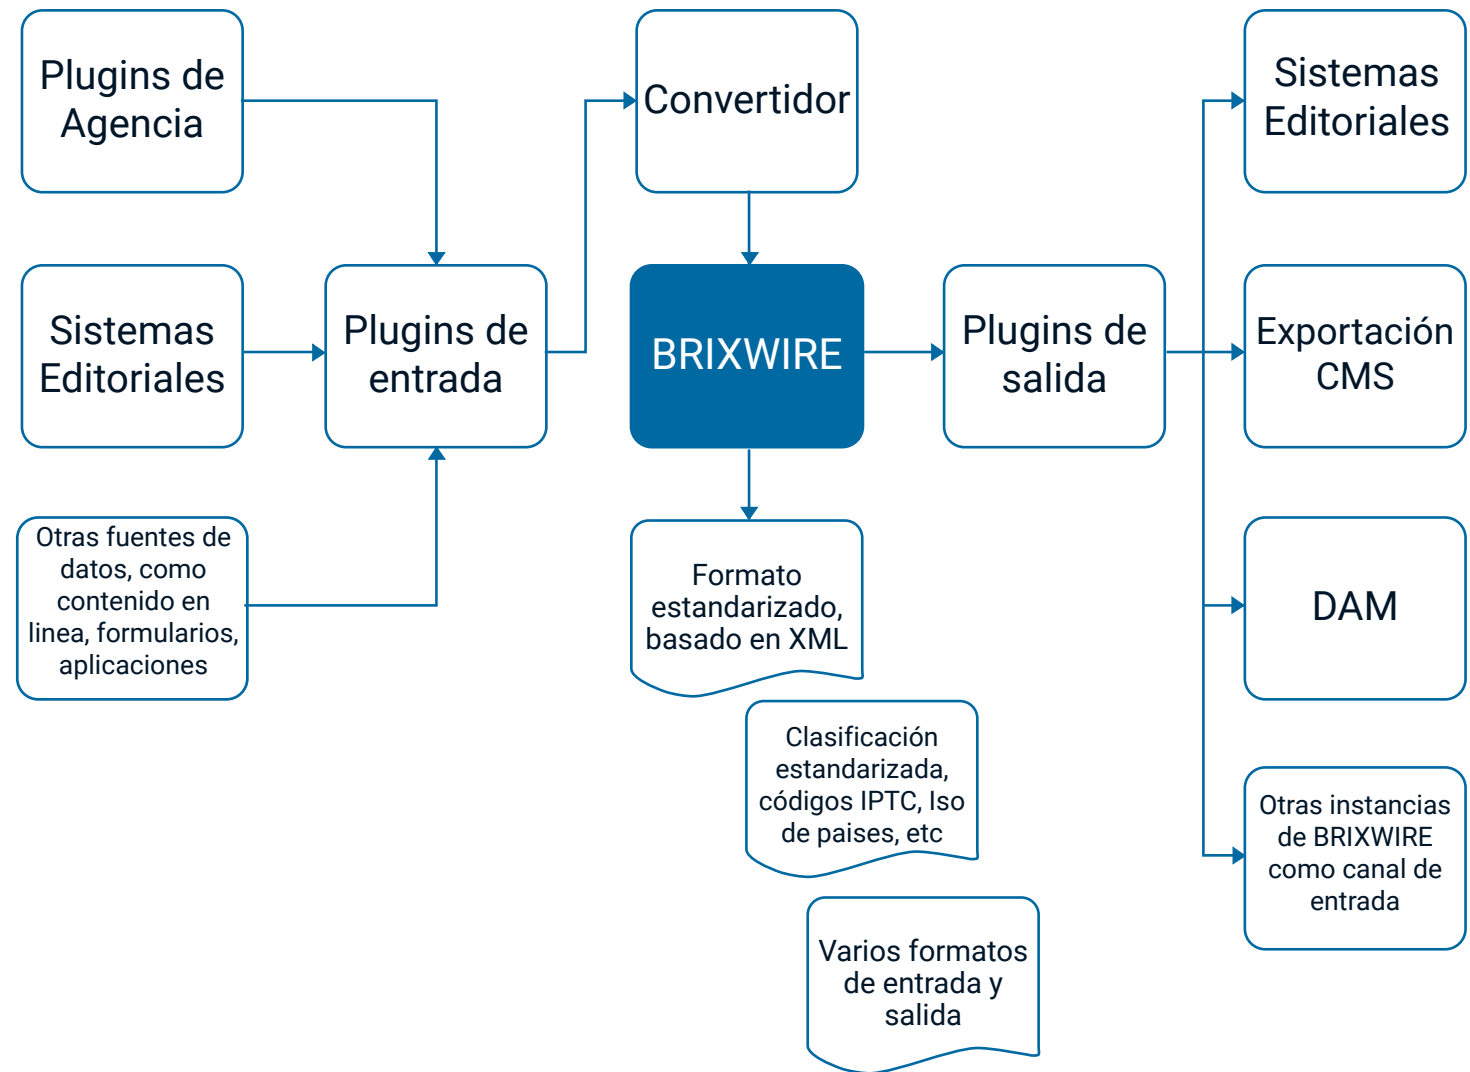 Plugins de
Agencia
Convertidor
Sistemas
Editoriales
Sistemas
Editoriales
Plugins de
entrada
BRIXWIRE
Plugins de
salida
Exportación
CMS
Otras fuentes de
datos, como
contenido en
linea, formularios,
aplicaciones
Formato
estandarizado,
basado en XML
DAM
Clasificación
estandarizada,
códigos IPTC, Iso
de paises, etc
Otras instancias
de BRIXWIRE
como canal de
entrada
Varios formatos
de entrada y
salida